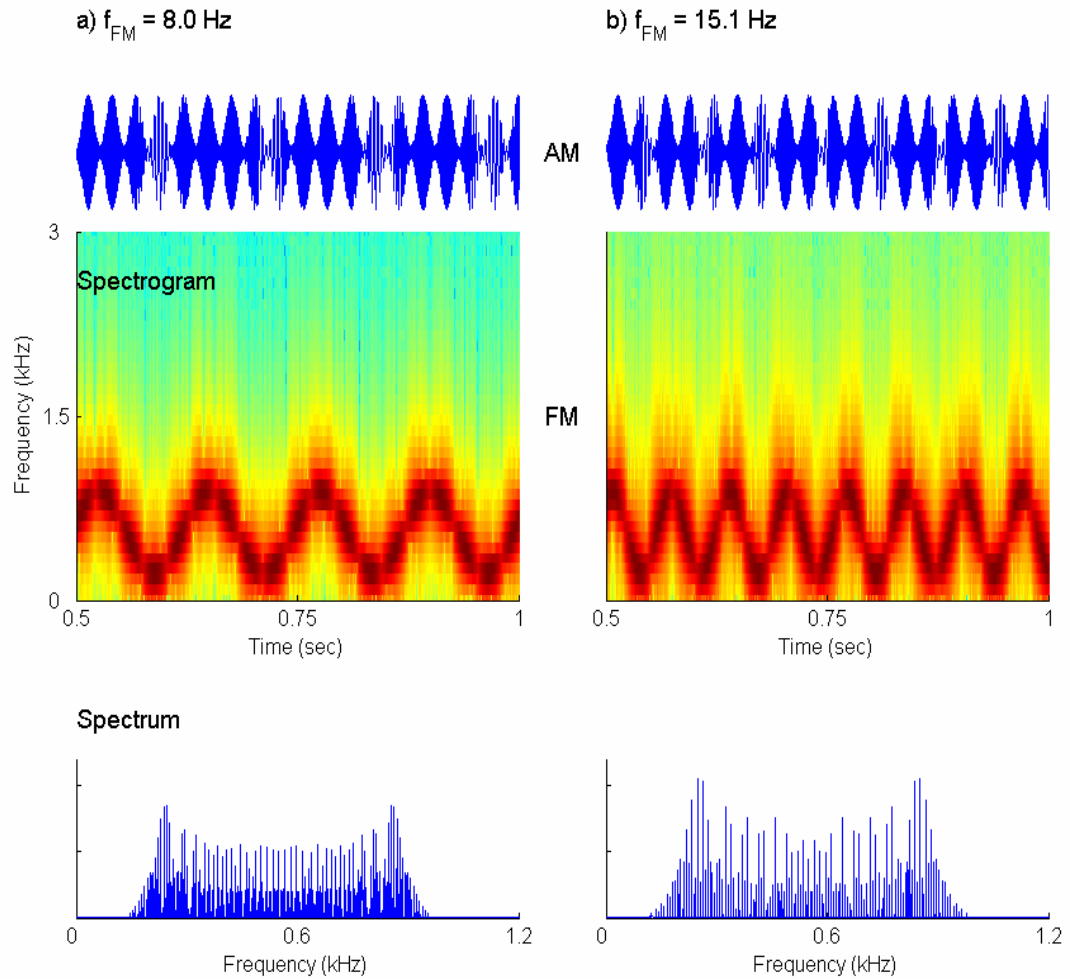 a) f_FM = 8.0 Hz
b) f_FM = 15.1 Hz
AM
3
Spectrogram
Frequency (kHz)
1.5
FM
0
0.5 0.75 1
Time (sec)
0.5 0.75 1
Time (sec)
Spectrum
0 0.6 1.2
Frequency (kHz)
0 0.6 1.2
Frequency (kHz)